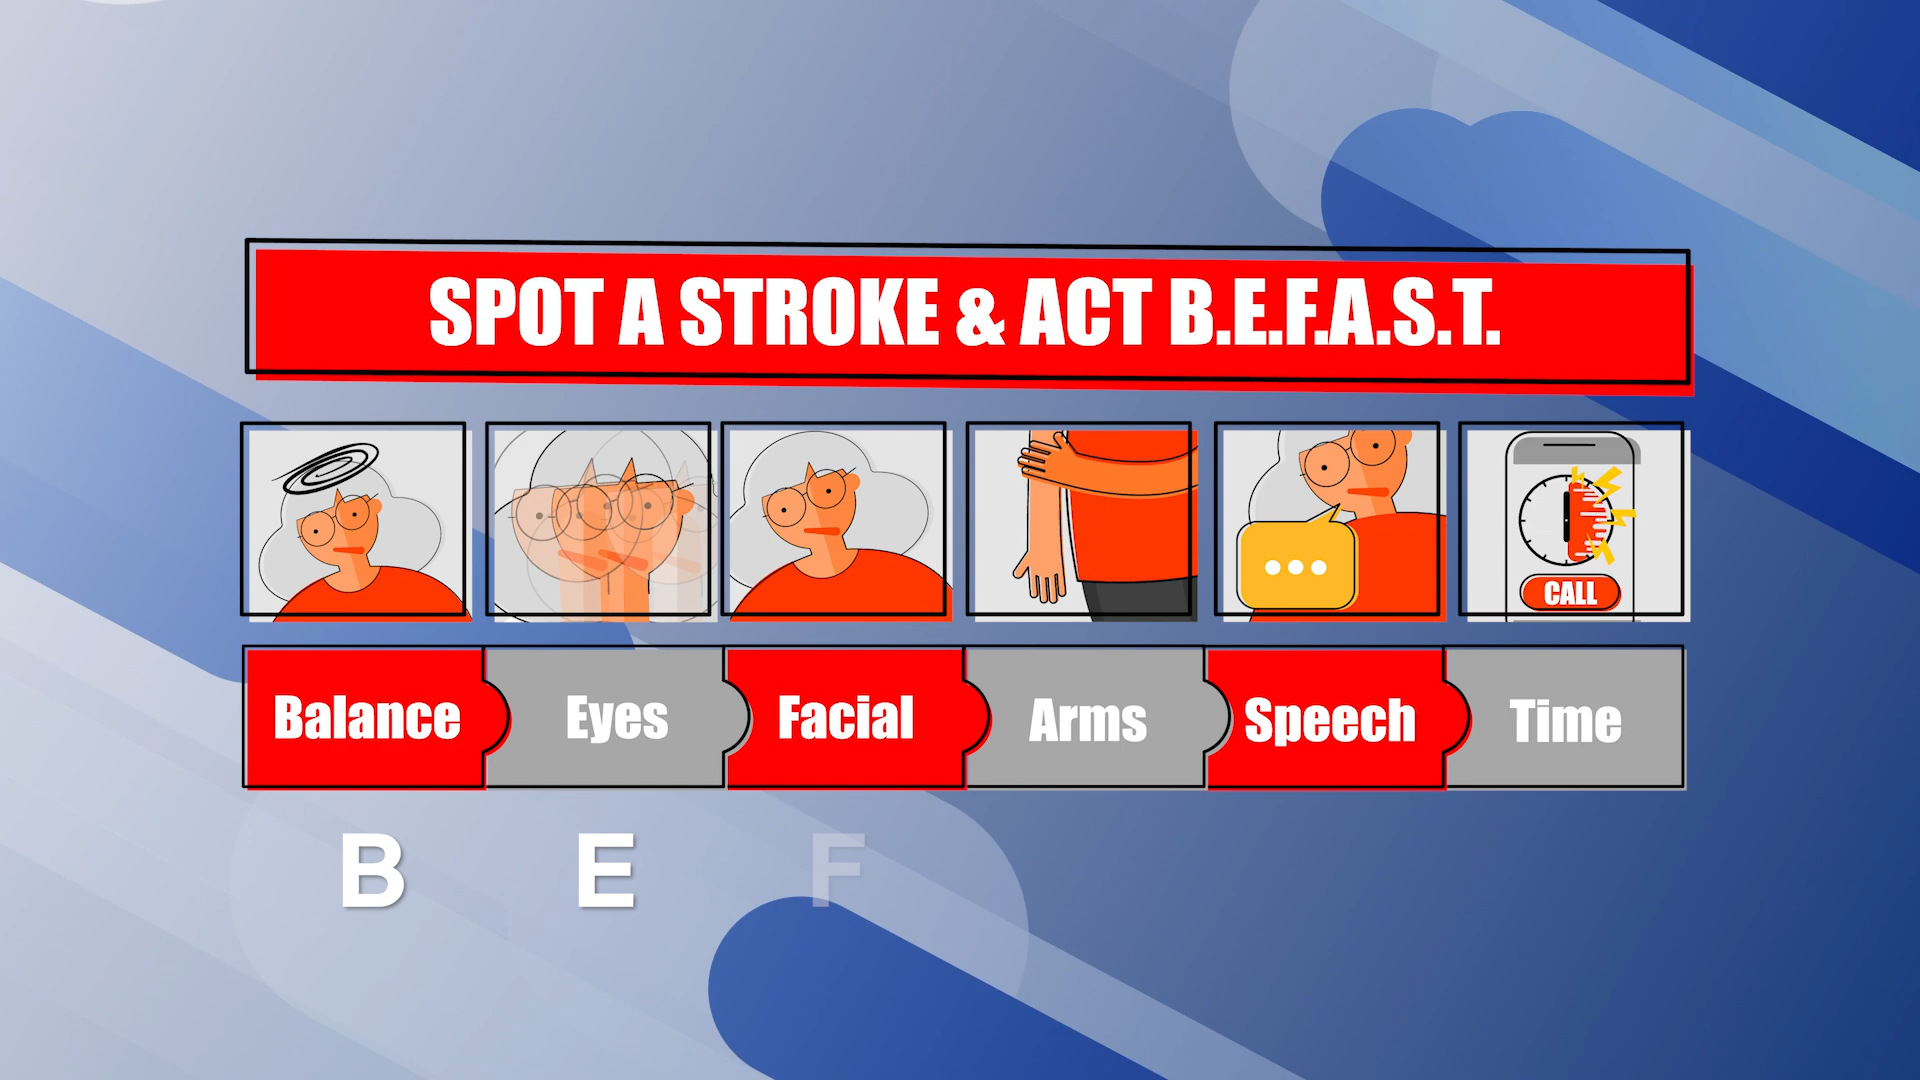 SPOT A STROKE & ACT B.E.F.A.S.T.
CALL
Balance Eyes Facial Arms Speech Time
B E F